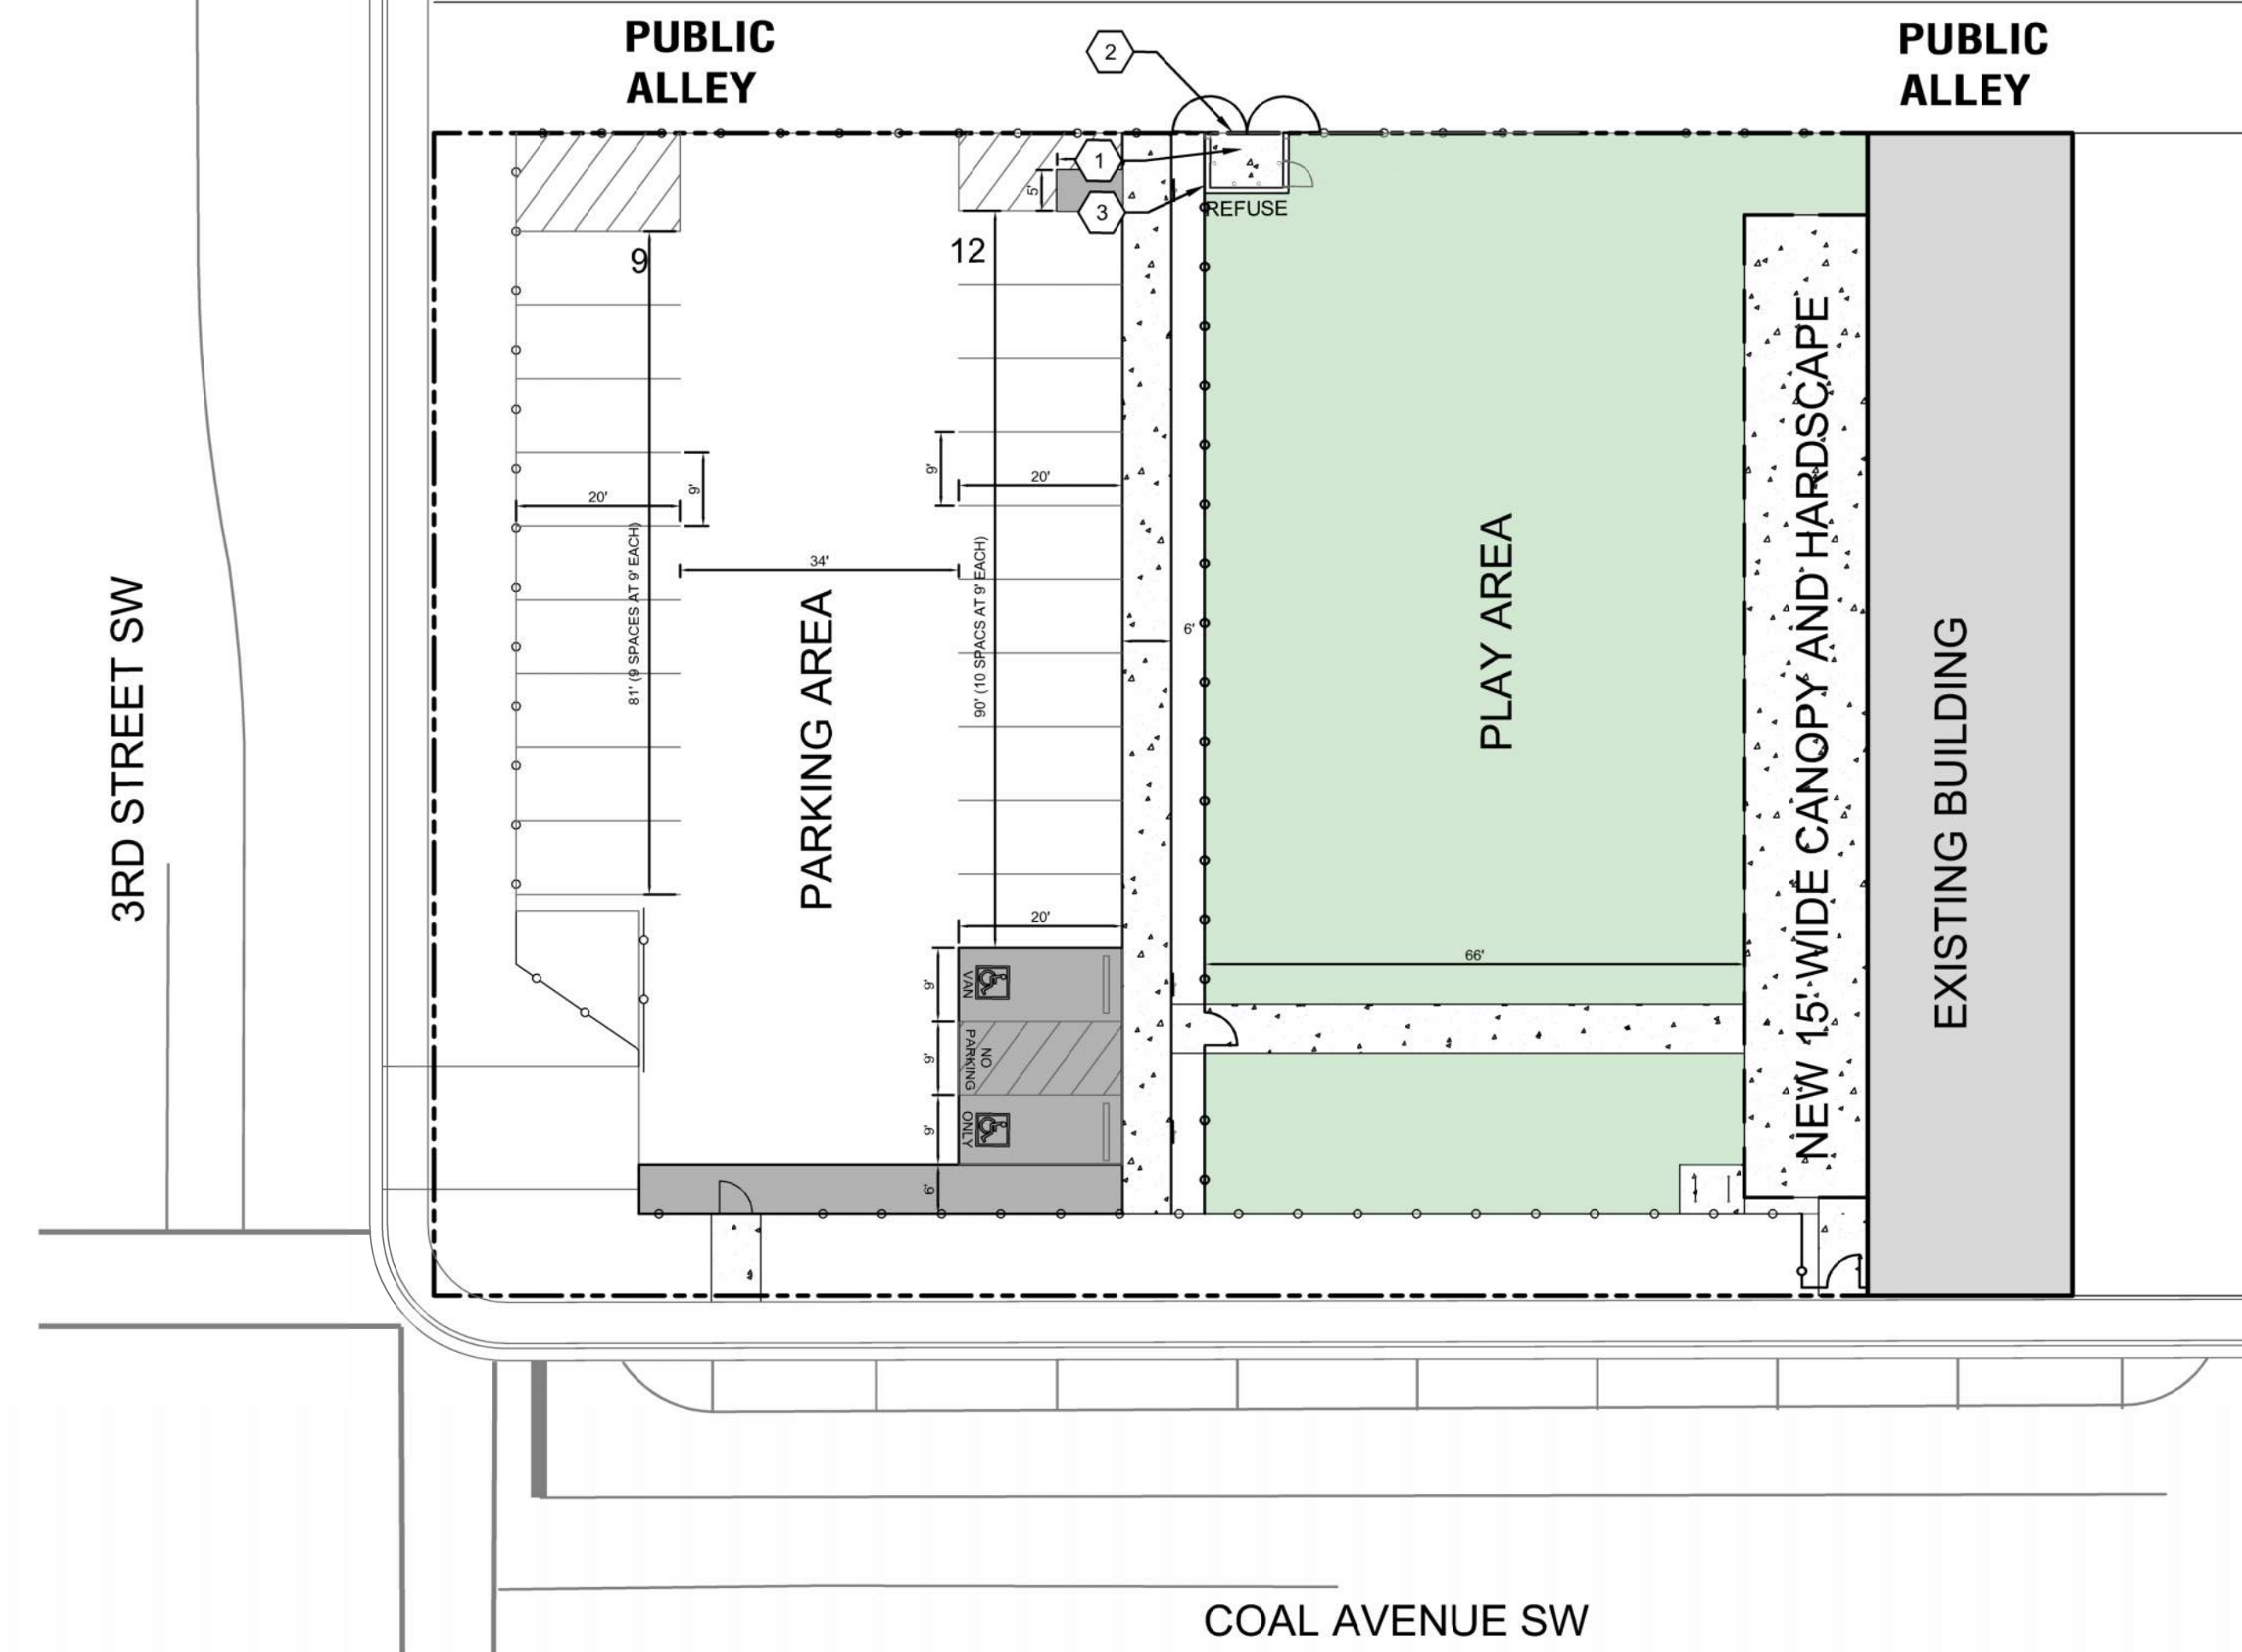 PUBLIC
ALLEY
PUBLIC
ALLEY
2
1
3
5'
REFUSE
9
12
9'
20'
9'
20'
34'
81' (9 SPACES AT 9' EACH)
90' (10 SPACS AT 9' EACH)
6'
PARKING AREA
PLAY AREA
NEW 15' WIDE CANOPY AND HARDSCAPE
EXISTING BUILDING
3RD STREET SW
20'
66'
9'
VAN
9'
NO
PARKING
9'
ONLY
6'
COAL AVENUE SW